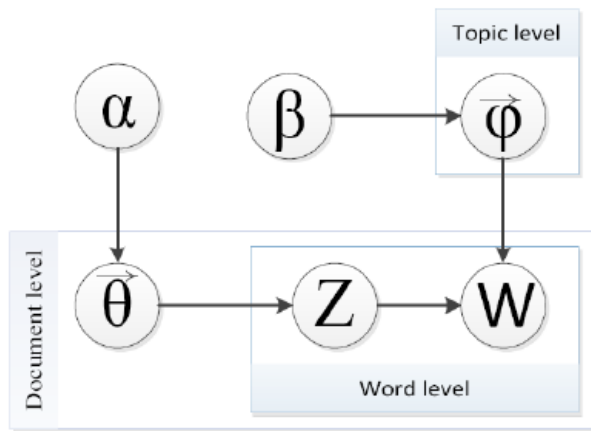 Topic level
α
β
φ⃗
Document level
θ⃗
Z
W
Word level